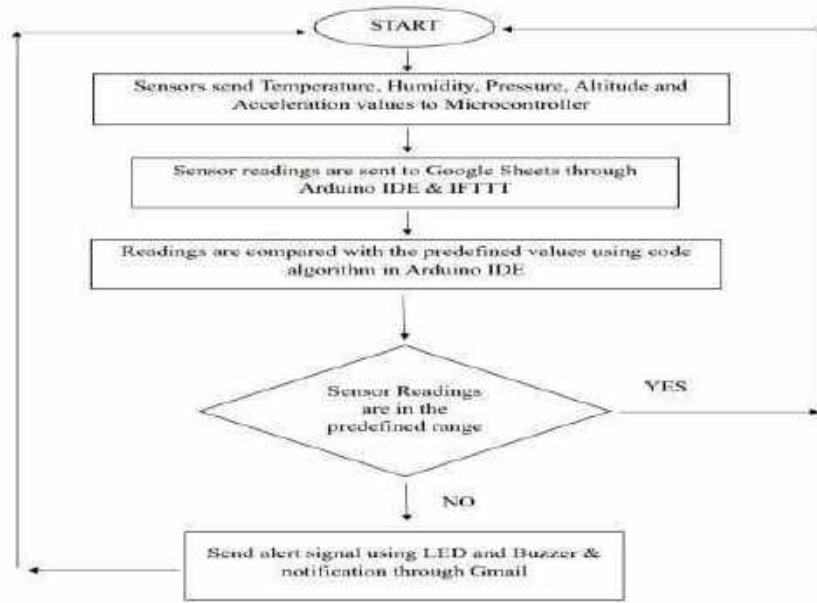 START
Sensors send Temperature, Humidity, Pressure, Altitude and
Acceleration values to Microcontroller
Sensor readings are sent to Google Sheets through
Arduino IDE & IFTTT
Readings are compared with the predefined values using code
algorithm in Arduino IDE
Sensor Readings
are in the
predefined range
YES
NO
Send alert signal using LED and Buzzer &
notification through Gmail